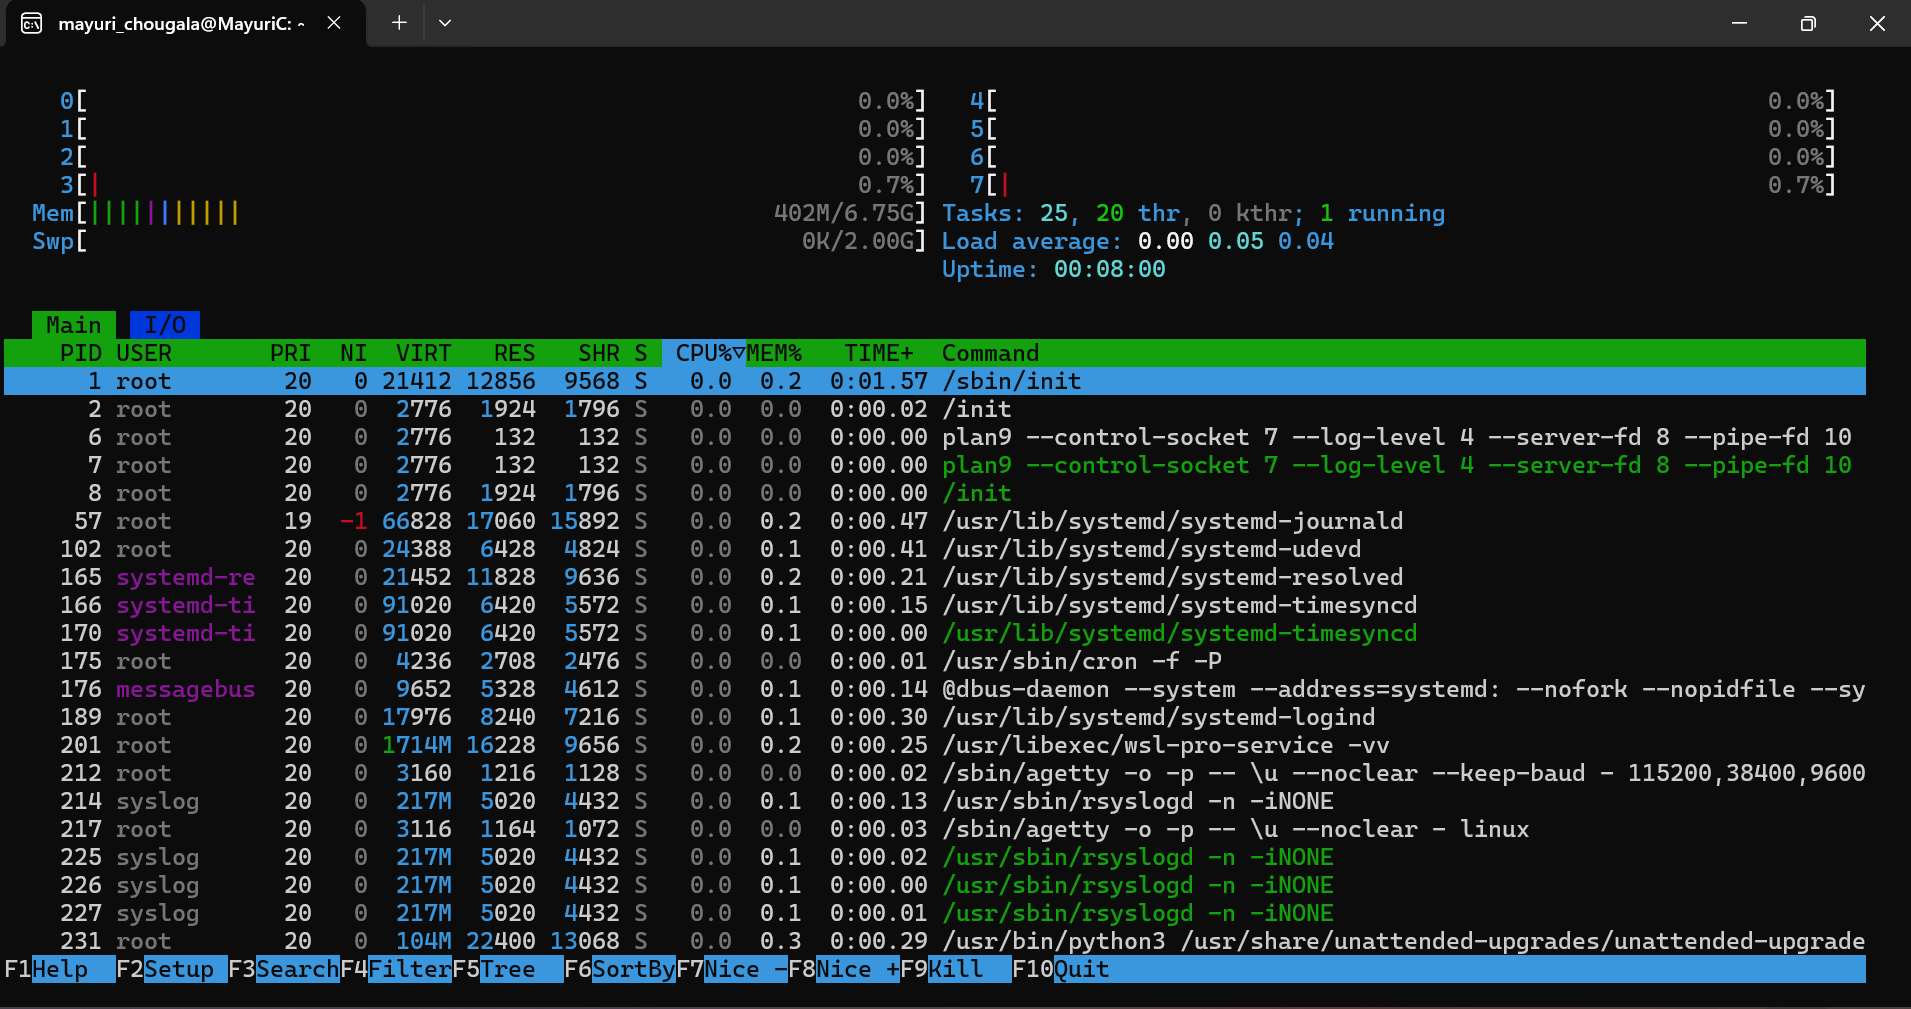 mayuri_chougala@MayuriC: ~
0[ 0.0%] 4[ 0.0%]
1[ 0.0%] 5[ 0.0%]
2[ 0.0%] 6[ 0.0%]
3[| 0.7%] 7[| 0.7%]
Mem[||||||||||| 402M/6.75G] Tasks: 25, 20 thr, 0 kthr; 1 running
Swp[ 0K/2.00G] Load average: 0.00 0.05 0.04
Uptime: 00:08:00
Main I/O
PID USER PRI NI VIRT RES SHR S CPU%▽MEM% TIME+ Command
1 root 20 0 21412 12856 9568 S 0.0 0.2 0:01.57 /sbin/init
2 root 20 0 2776 1924 1796 S 0.0 0.0 0:00.02 /init
6 root 20 0 2776 132 132 S 0.0 0.0 0:00.00 plan9 --control-socket 7 --log-level 4 --server-fd 8 --pipe-fd 10
7 root 20 0 2776 132 132 S 0.0 0.0 0:00.00 plan9 --control-socket 7 --log-level 4 --server-fd 8 --pipe-fd 10
8 root 20 0 2776 1924 1796 S 0.0 0.0 0:00.00 /init
57 root 19 -1 66828 17060 15892 S 0.0 0.2 0:00.47 /usr/lib/systemd/systemd-journald
102 root 20 0 24388 6428 4824 S 0.0 0.1 0:00.41 /usr/lib/systemd/systemd-udevd
165 systemd-re 20 0 21452 11828 9636 S 0.0 0.2 0:00.21 /usr/lib/systemd/systemd-resolved
166 systemd-ti 20 0 91020 6420 5572 S 0.0 0.1 0:00.15 /usr/lib/systemd/systemd-timesyncd
170 systemd-ti 20 0 91020 6420 5572 S 0.0 0.1 0:00.00 /usr/lib/systemd/systemd-timesyncd
175 root 20 0 4236 2708 2476 S 0.0 0.0 0:00.01 /usr/sbin/cron -f -P
176 messagebus 20 0 9652 5328 4612 S 0.0 0.1 0:00.14 @dbus-daemon --system --address=systemd: --nofork --nopidfile --sy
189 root 20 0 17976 8240 7216 S 0.0 0.1 0:00.30 /usr/lib/systemd/systemd-logind
201 root 20 0 1714M 16228 9656 S 0.0 0.2 0:00.25 /usr/libexec/wsl-pro-service -vv
212 root 20 0 3160 1216 1128 S 0.0 0.0 0:00.02 /sbin/agetty -o -p -- \u --noclear --keep-baud - 115200,38400,9600
214 syslog 20 0 217M 5020 4432 S 0.0 0.1 0:00.13 /usr/sbin/rsyslogd -n -iNONE
217 root 20 0 3116 1164 1072 S 0.0 0.0 0:00.03 /sbin/agetty -o -p -- \u --noclear - linux
225 syslog 20 0 217M 5020 4432 S 0.0 0.1 0:00.02 /usr/sbin/rsyslogd -n -iNONE
226 syslog 20 0 217M 5020 4432 S 0.0 0.1 0:00.00 /usr/sbin/rsyslogd -n -iNONE
227 syslog 20 0 217M 5020 4432 S 0.0 0.1 0:00.01 /usr/sbin/rsyslogd -n -iNONE
231 root 20 0 104M 22400 13068 S 0.0 0.3 0:00.29 /usr/bin/python3 /usr/share/unattended-upgrades/unattended-upgrade
F1Help F2Setup F3SearchF4FilterF5Tree F6SortByF7Nice -F8Nice +F9Kill F10Quit